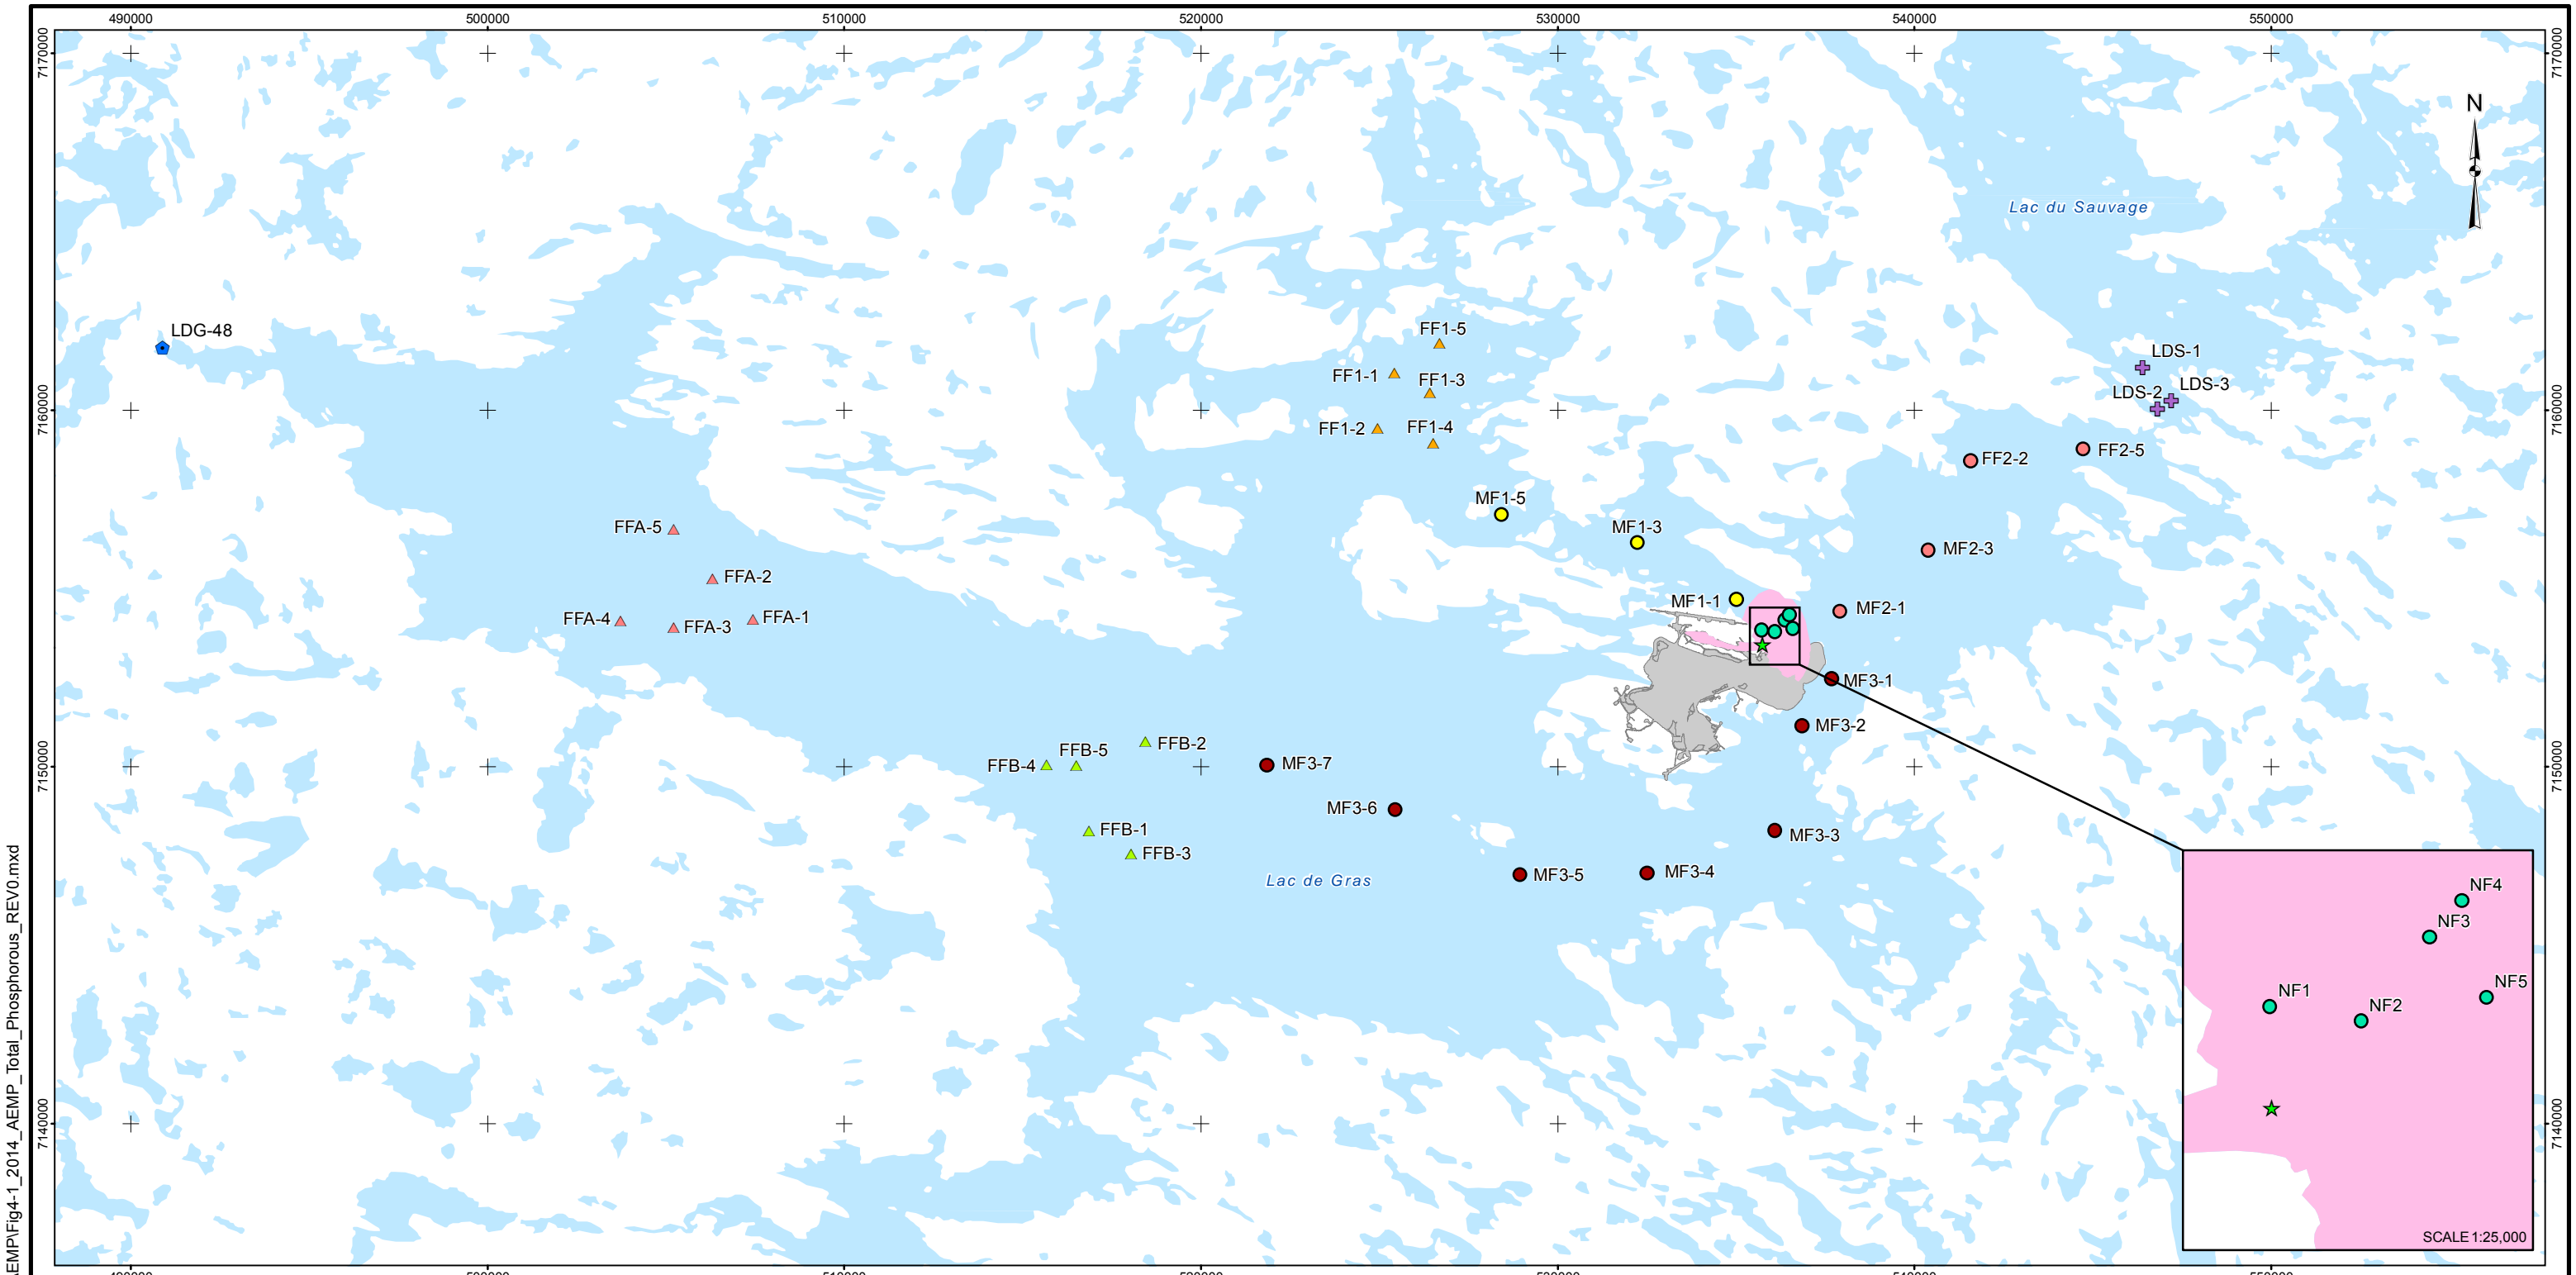 490000 500000 510000 520000 530000 540000 550000
7170000 7170000
N
Lac du Sauvage
LDG-48
FF1-5
LDS-1
FF1-1
FF1-3
LDS-3
LDS-2
7160000 7160000
FF1-2
FF1-4
FF2-2
FF2-5
MF1-5
FFA-5
MF1-3
MF2-3
FFA-2
MF1-1
MF2-1
FFA-4
FFA-3
FFA-1
MF3-1
MF3-2
FFB-5
FFB-2
7150000 7150000
FFB-4
MF3-7
MF3-6
FFB-1
MF3-3
FFB-3
Lac de Gras
MF3-5
MF3-4
NF4
NF3
NF5
NF1
NF2
7140000 7140000
SCALE 1:25,000
AEMP\Fig4-1_2014_AEMP_Total_Phosphorous_REV0.mxd